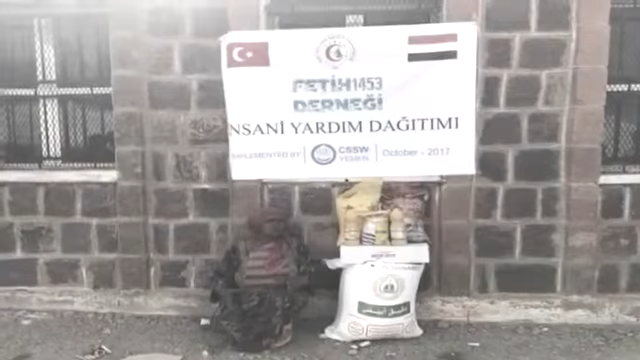 FETİH1453
DERNEĞİ
NSANİ YARDIM DAĞITIMI
IMPLEMENTED BY CSSW YEMEN October - 2017